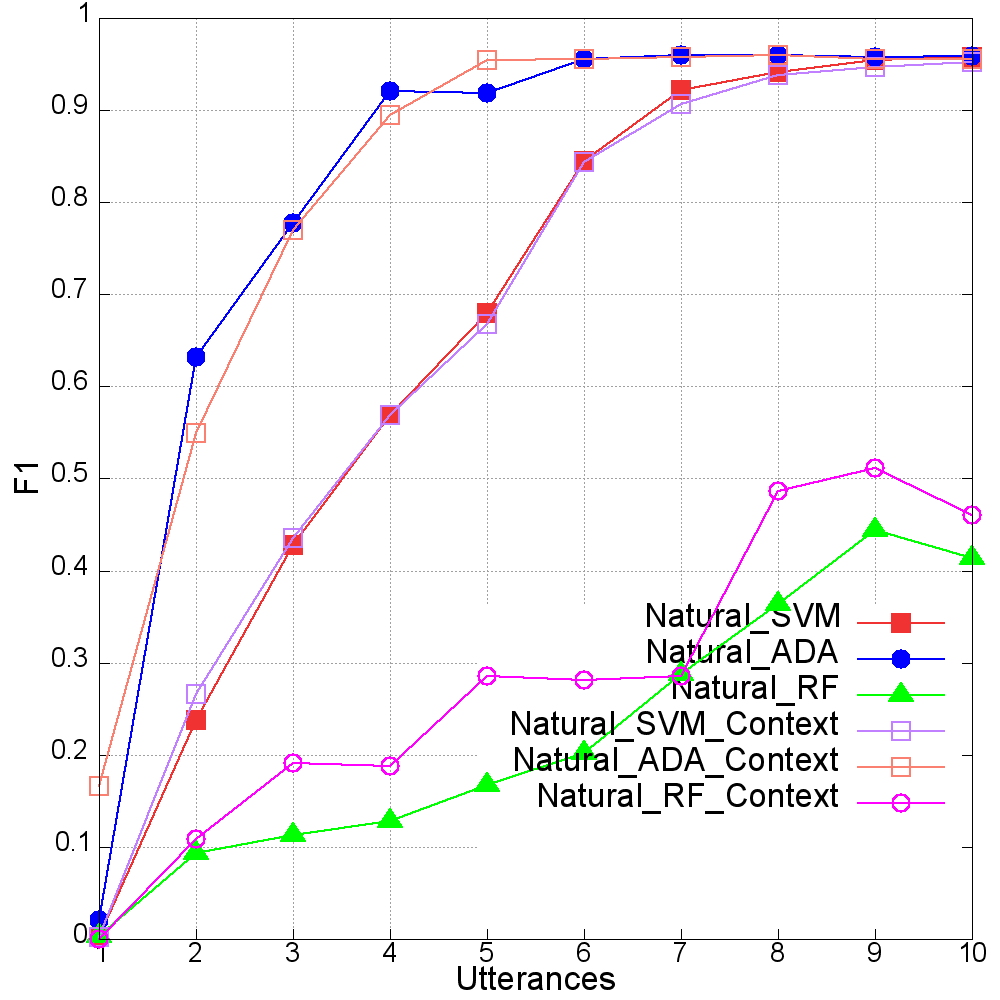 1
0.9
0.8
0.7
0.6
0.5
0.4
0.3
0.2
0.1
0
F1
1 2 3 4 5 6 7 8 9 10
Utterances
Natural_SVM
Natural_ADA
Natural_RF
Natural_SVM_Context
Natural_ADA_Context
Natural_RF_Context